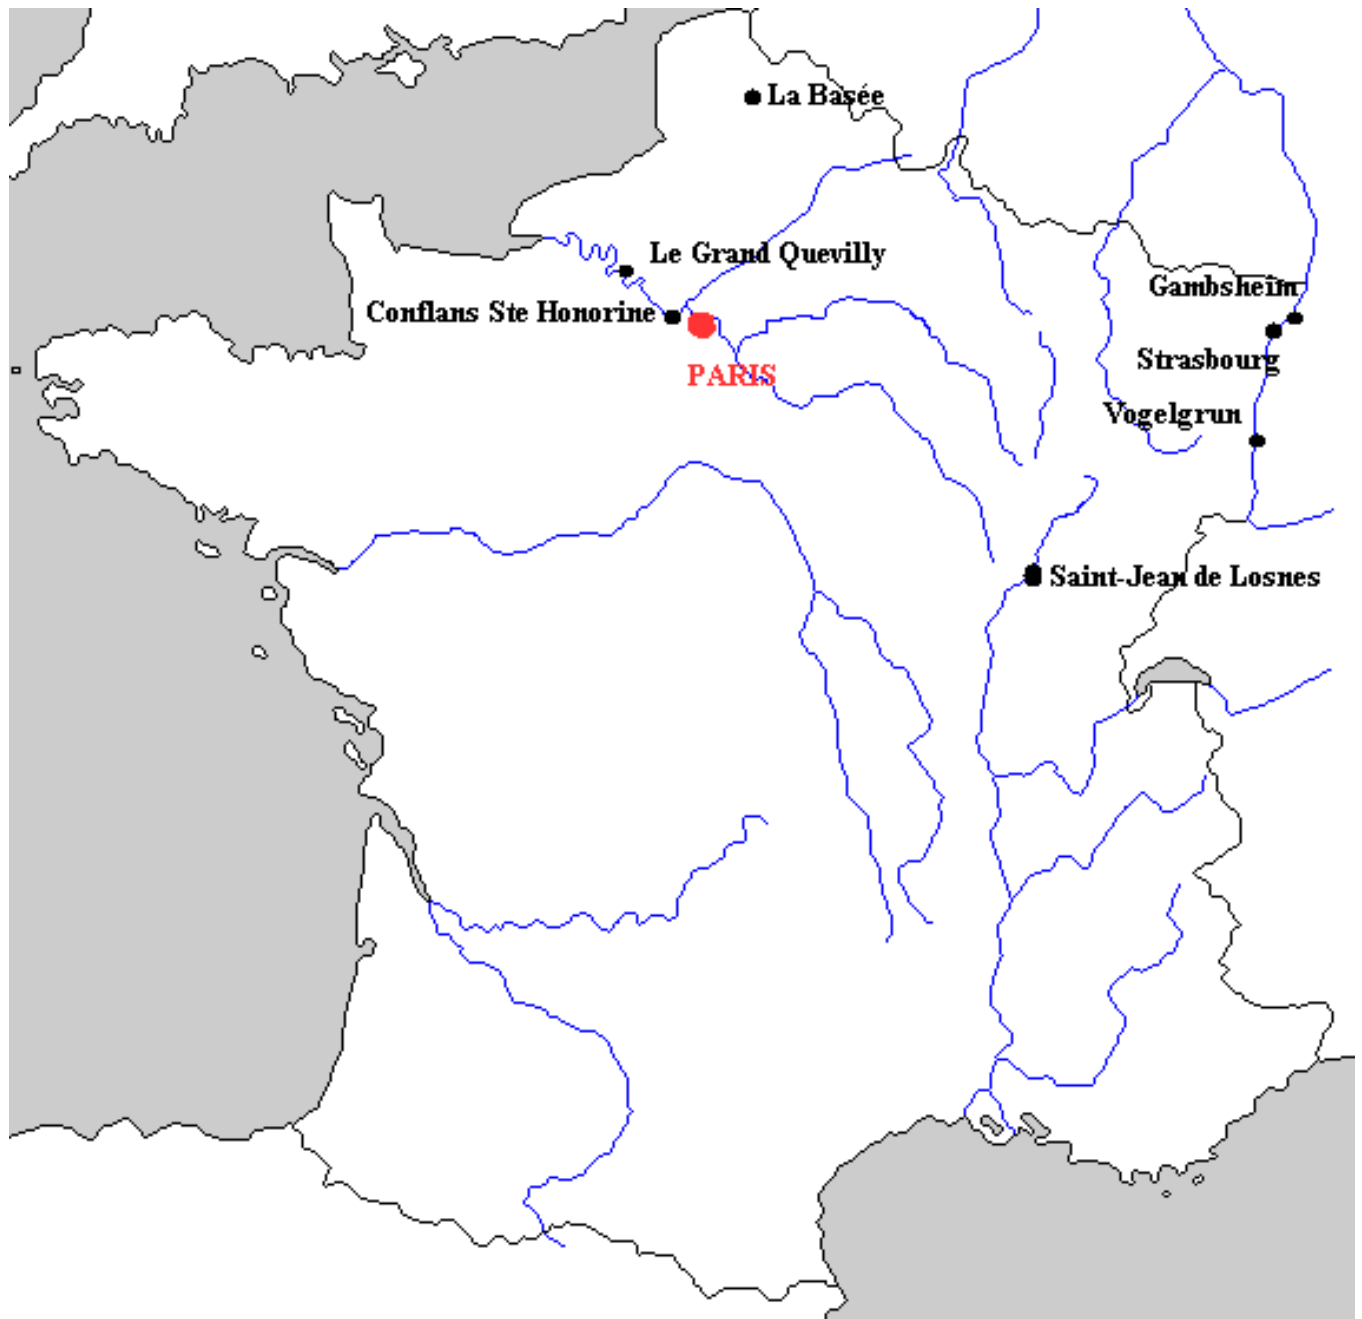 La Basée
Le Grand Quevilly
Gambsheim
Conflans Ste Honorine
Strasbourg
PARIS
Vogelgrun
Saint-Jean de Losnes